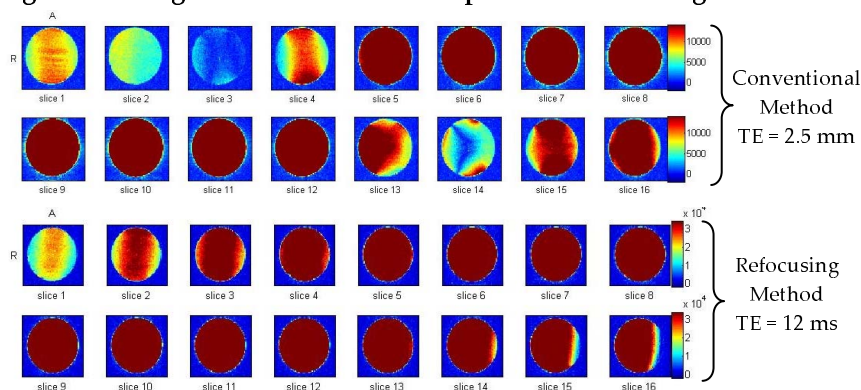 A
R
slice 1 slice 2 slice 3 slice 4 slice 5 slice 6 slice 7 slice 8
10000
5000
0
slice 9 slice 10 slice 11 slice 12 slice 13 slice 14 slice 15 slice 16
10000
5000
0
Conventional
Method
TE = 2.5 mm
A
R
slice 1 slice 2 slice 3 slice 4 slice 5 slice 6 slice 7 slice 8
x 10⁴
3
2
1
0
slice 9 slice 10 slice 11 slice 12 slice 13 slice 14 slice 15 slice 16
x 10⁴
3
2
1
0
Refocusing
Method
TE = 12 ms